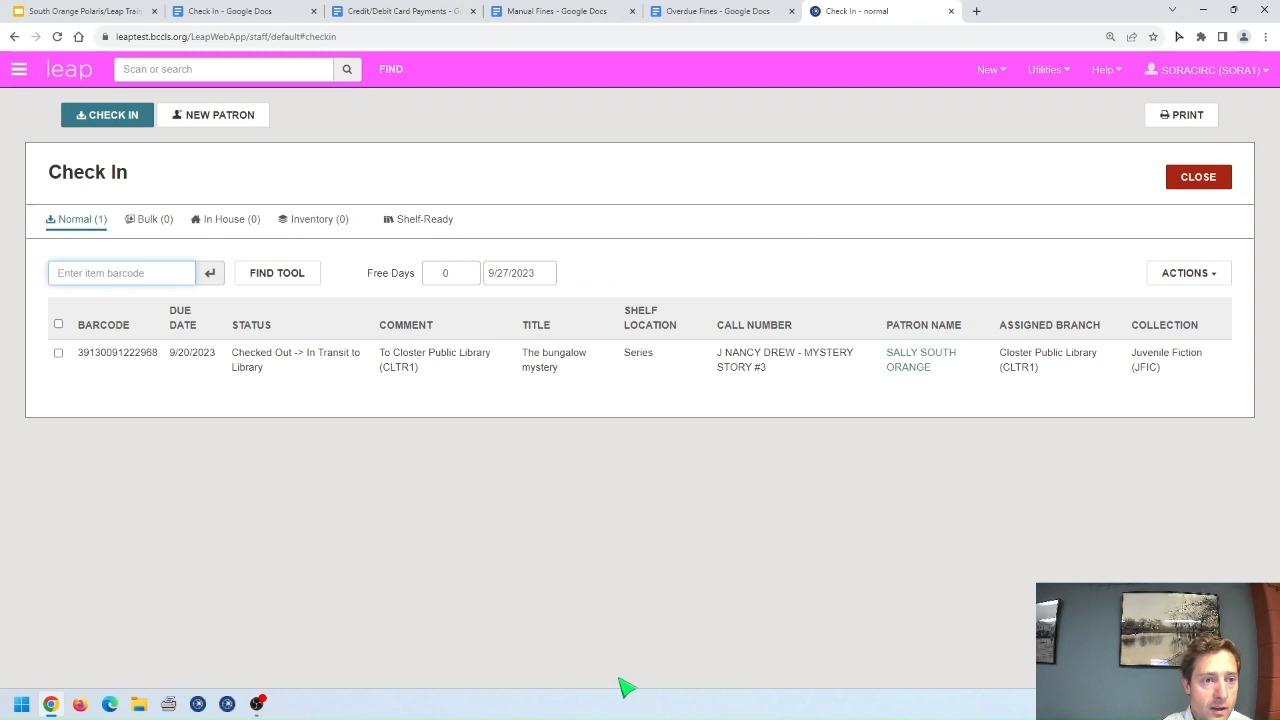 South Orange Polaris/Leap Train
Check In - Google Docs
Credit/Debit Card Payments - Go
Manual Fines - Google Docs
Overdue Fines - Google Docs
Check In - normal
leaptest.bccls.org/LeapWebApp/staff/default#checkin
leap
Scan or search
FIND
New
Utilities
Help
SORACIRC (SORA1)
CHECK IN
NEW PATRON
PRINT
Check In
CLOSE
Normal (1)
Bulk (0)
In House (0)
Inventory (0)
Shelf-Ready
Enter item barcode
FIND TOOL
Free Days
0
9/27/2023
ACTIONS
BARCODE
DUE
DATE
STATUS
COMMENT
TITLE
SHELF
LOCATION
CALL NUMBER
PATRON NAME
ASSIGNED BRANCH
COLLECTION
39130091222968
9/20/2023
Checked Out -> In Transit to
Library
To Closter Public Library
(CLTR1)
The bungalow
mystery
Series
J NANCY DREW - MYSTERY
STORY #3
SALLY SOUTH
ORANGE
Closter Public Library
(CLTR1)
Juvenile Fiction
(JFIC)